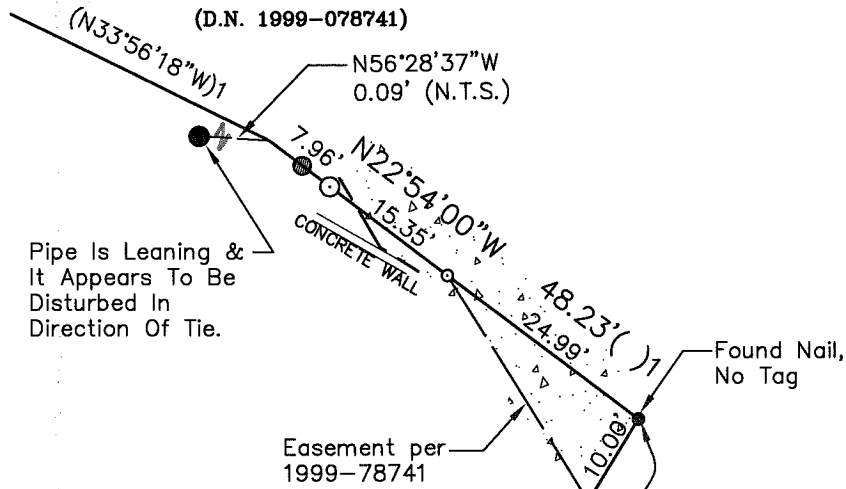 (D.N. 1999-078741)
(N33°56'18"W)1
N56°28'37"W
0.09' (N.T.S.)
7.96'
N22°54'00"W
15.35'
CONCRETE WALL
Pipe Is Leaning &
It Appears To Be
Disturbed In
Direction Of Tie.
48.23'( )1
24.99'
Found Nail,
No Tag
10.00'
Easement per
1999-78741